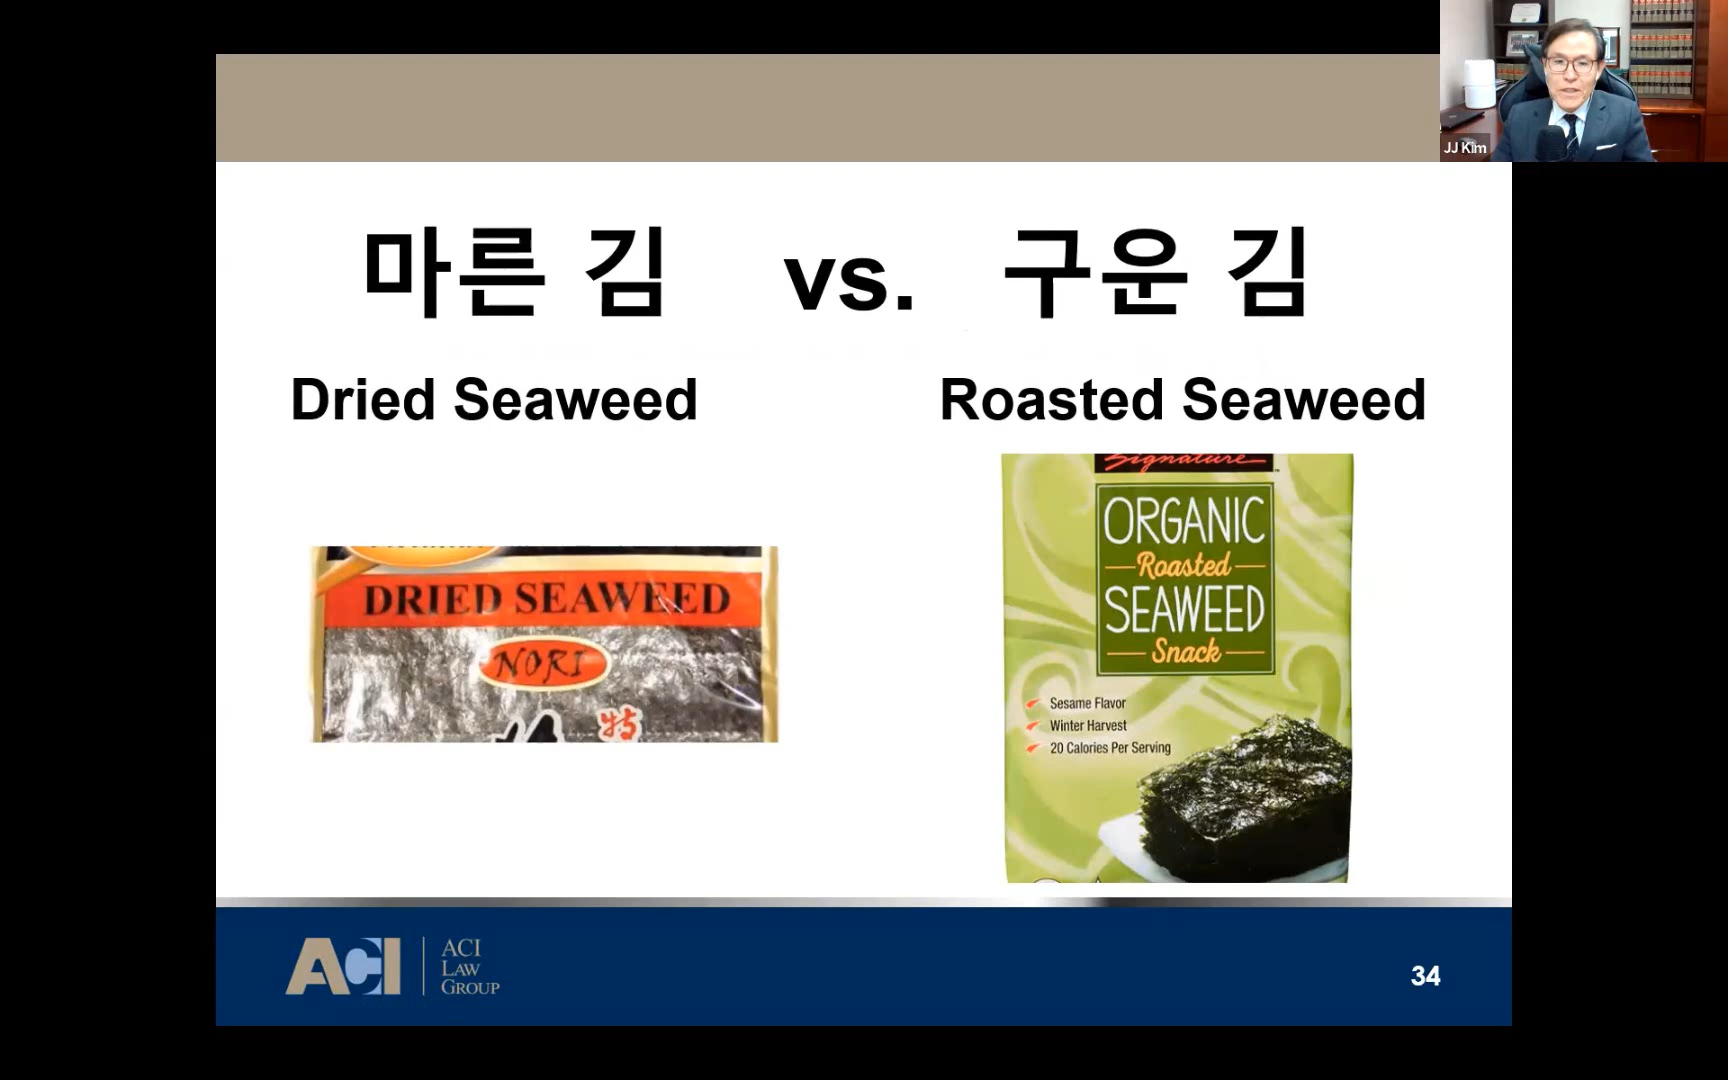 JJ Kim
마른 김 vs. 구운 김
Dried Seaweed
Roasted Seaweed
DRIED SEAWEED
NORI
特
Signature
ORGANIC
Roasted
SEAWEED
Snack
Sesame Flavor
Winter Harvest
20 Calories Per Serving
ACI
ACI
LAW
GROUP
34